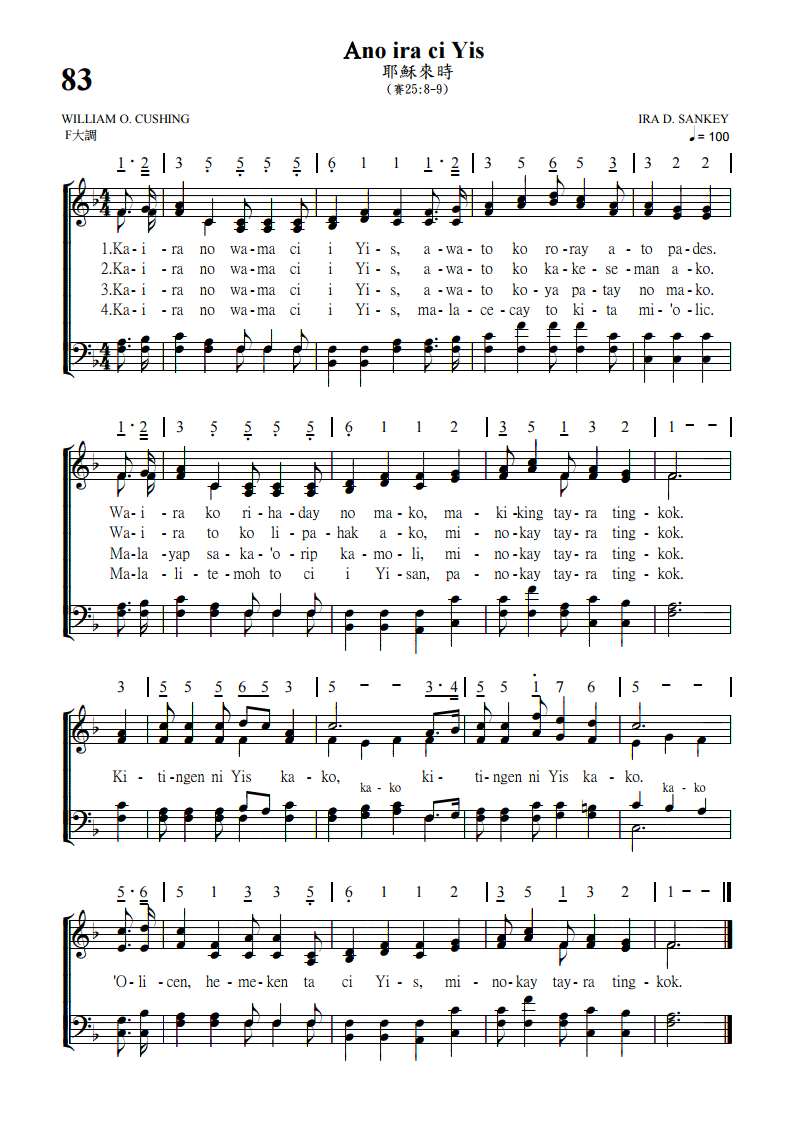 Ano ira ci Yis
83
耶穌來時
(賽25:8-9)
WILLIAM O. CUSHING
IRA D. SANKEY
F大調
♩= 100
1· 2 | 3 5 5 5 5 | 6 1 1 1· 2 | 3 5 6 5 3 | 3 2 2 |
1.Ka-i-ra no wa-ma ci i Yi-s, a-wa-to ko ro-ray a-to pa-des.
2.Ka-i-ra no wa-ma ci i Yi-s, a-wa-to ko ka-ke-se-man a-ko.
3.Ka-i-ra no wa-ma ci i Yi-s, a-wa-to ko-ya pa-tay no ma-ko.
4.Ka-i-ra no wa-ma ci i Yi-s, ma-la-ce-cay to ki-ta mi-'o-lic.
1· 2 | 3 5 5 5 5 | 6 1 1 2 | 3 5 1 3 2 | 1 - - |
Wa-i-ra ko ri-ha-day no ma-ko, ma-ki-king tay-ra ting-kok.
Wa-i-ra to ko li-pa-hak a-ko, mi-no-kay tay-ra ting-kok.
Ma-la-yap sa-ka-'o-rip ka-mo-li, mi-no-kay tay-ra ting-kok.
Ma-la-li-te-moh to ci i Yi-san, pa-no-kay tay-ra ting-kok.
3 | 5 5 5 6 5 3 | 5 - - 3· 4 | 5 5 1 7 6 | 5 - - |
Ki-ti-ngen ni Yis ka-ko, ki-ti-ngen ni Yis ka-ko.
ka-ko ka-ko
5· 6 | 5 1 3 3 5 | 6 1 1 2 | 3 5 1 3 2 | 1 - - ||
'O-li-cen, he-me-ken ta ci Yi-s, mi-no-kay tay-ra ting-kok.